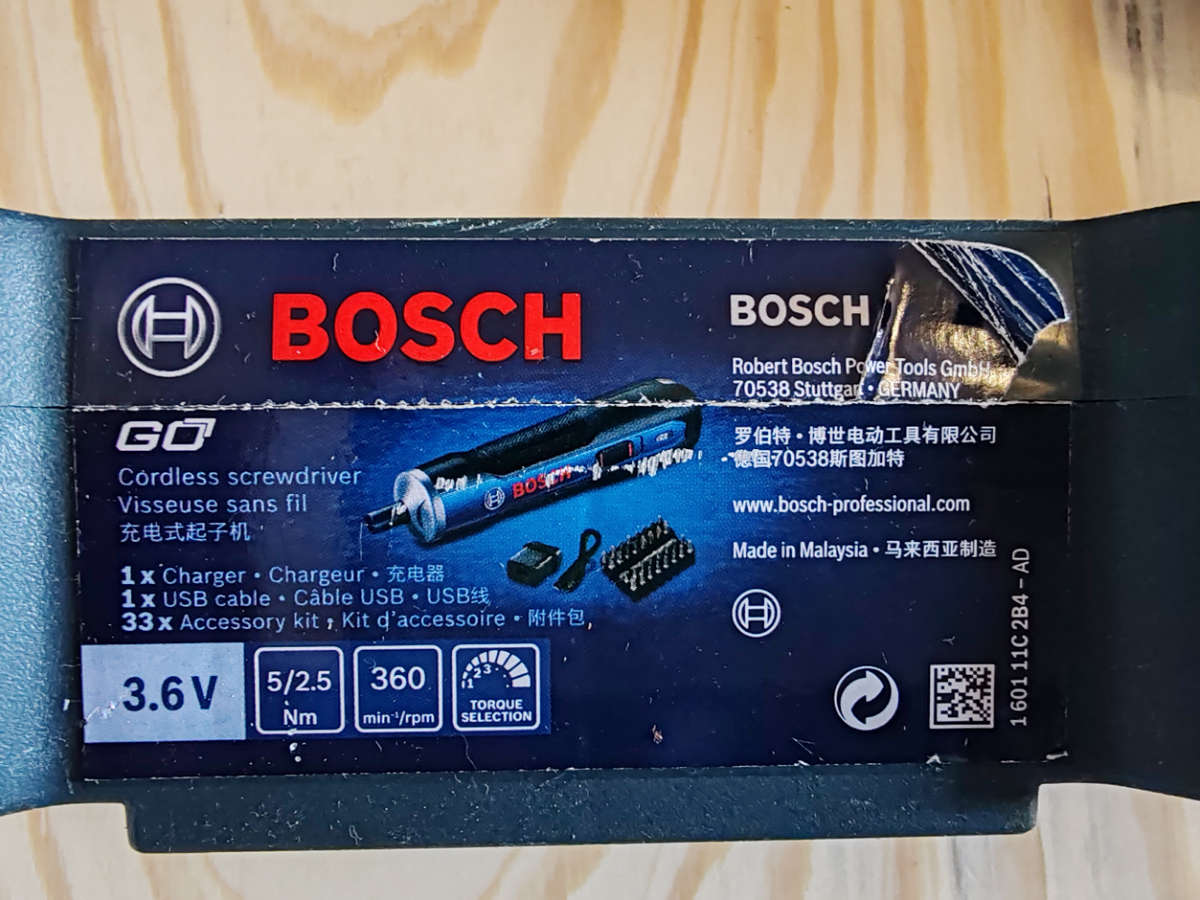 BOSCH
GO
Cordless screwdriver
Visseuse sans fil
充电式起子机
1 x Charger • Chargeur • 充电器
1 x USB cable • Câble USB • USB线
33 x Accessory kit • Kit d'accessoire • 附件包
3.6 V
5/2.5
Nm
360
min⁻¹/rpm
1 2 3
TORQUE
SELECTION
BOSCH
BOSCH
Robert Bosch Power Tools GmbH
70538 Stuttgart • GERMANY
罗伯特 • 博世电动工具有限公司
德国70538斯图加特
www.bosch-professional.com
Made in Malaysia • 马来西亚制造
1 601 11C 2B4 – AD